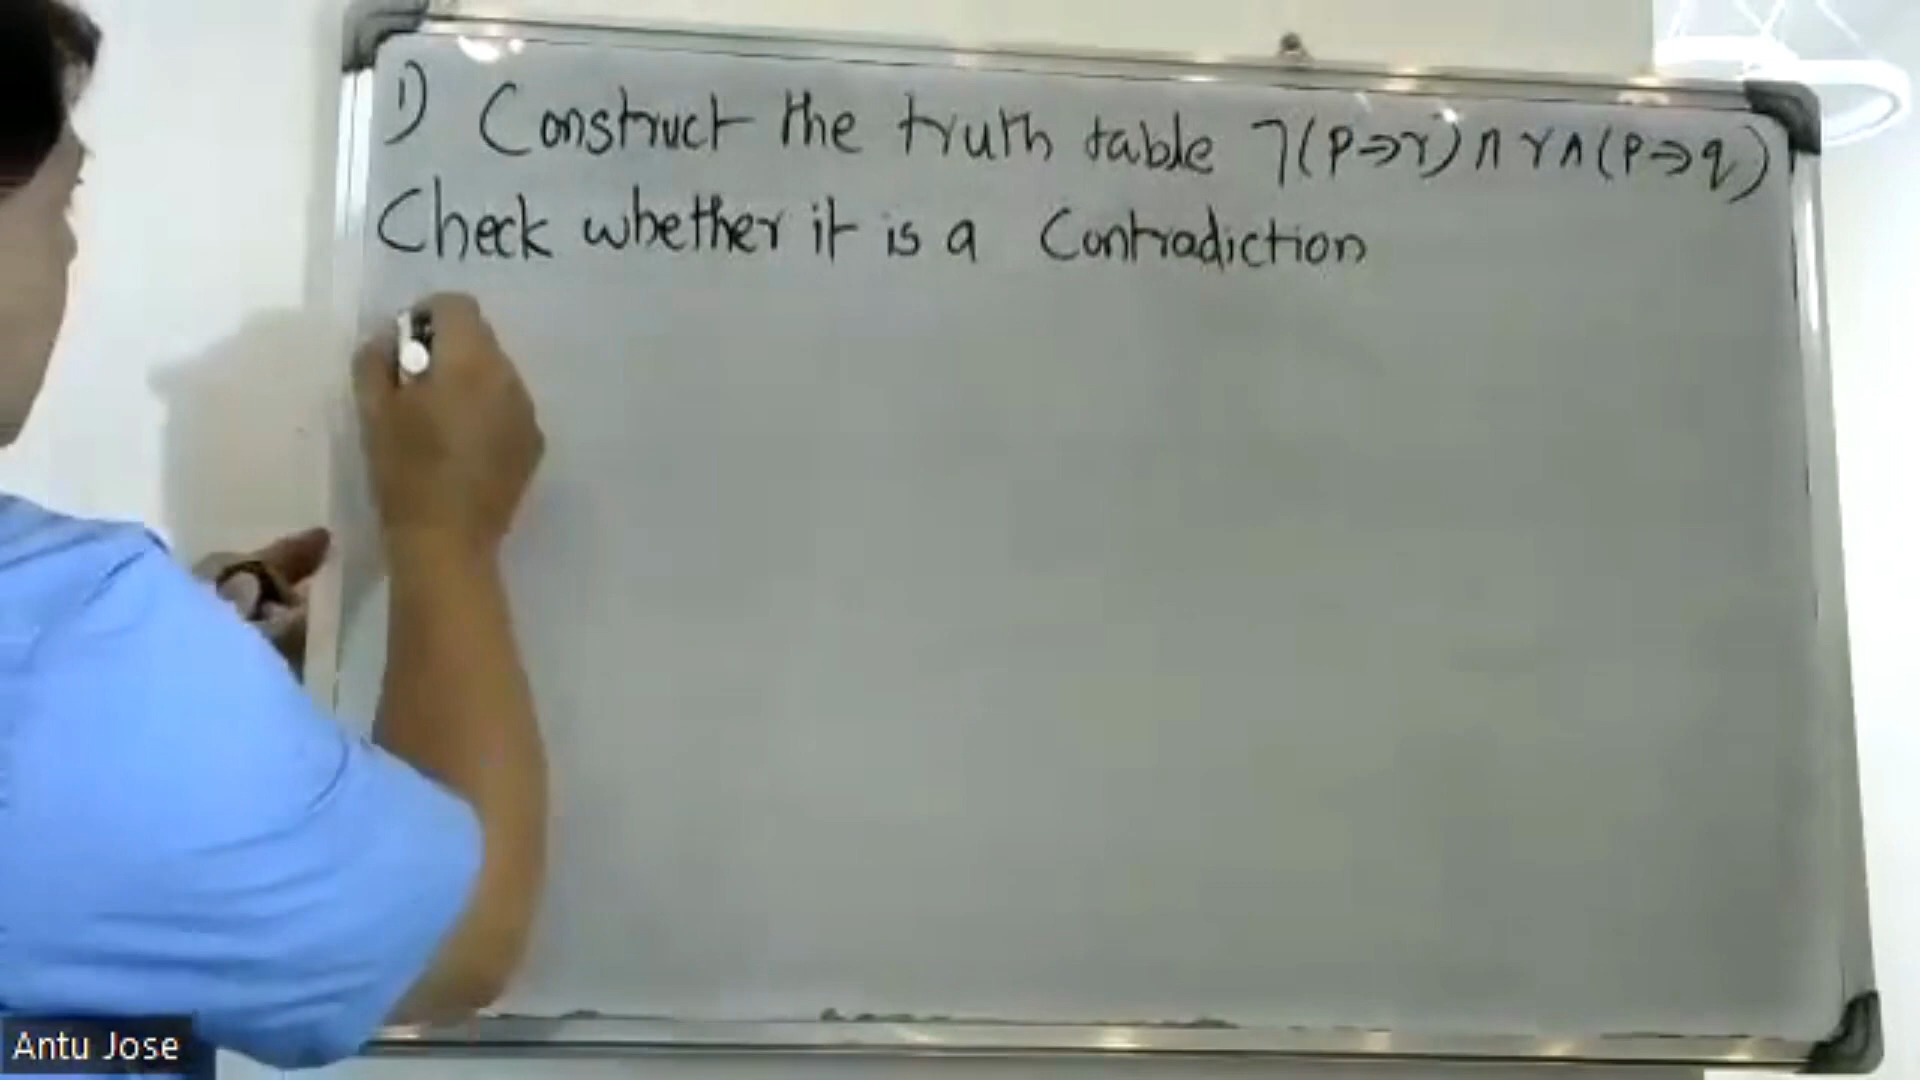 1) Construct the truth table ¬(p⇒r)∧r∧(p⇒q)
Check whether it is a Contradiction
Antu Jose